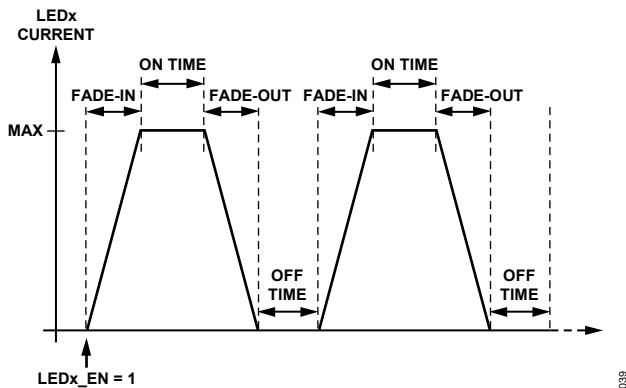 LEDx
CURRENT
ON TIME
ON TIME
FADE-IN
FADE-OUT
FADE-IN
FADE-OUT
MAX
OFF
TIME
OFF
TIME
LEDx_EN = 1
039